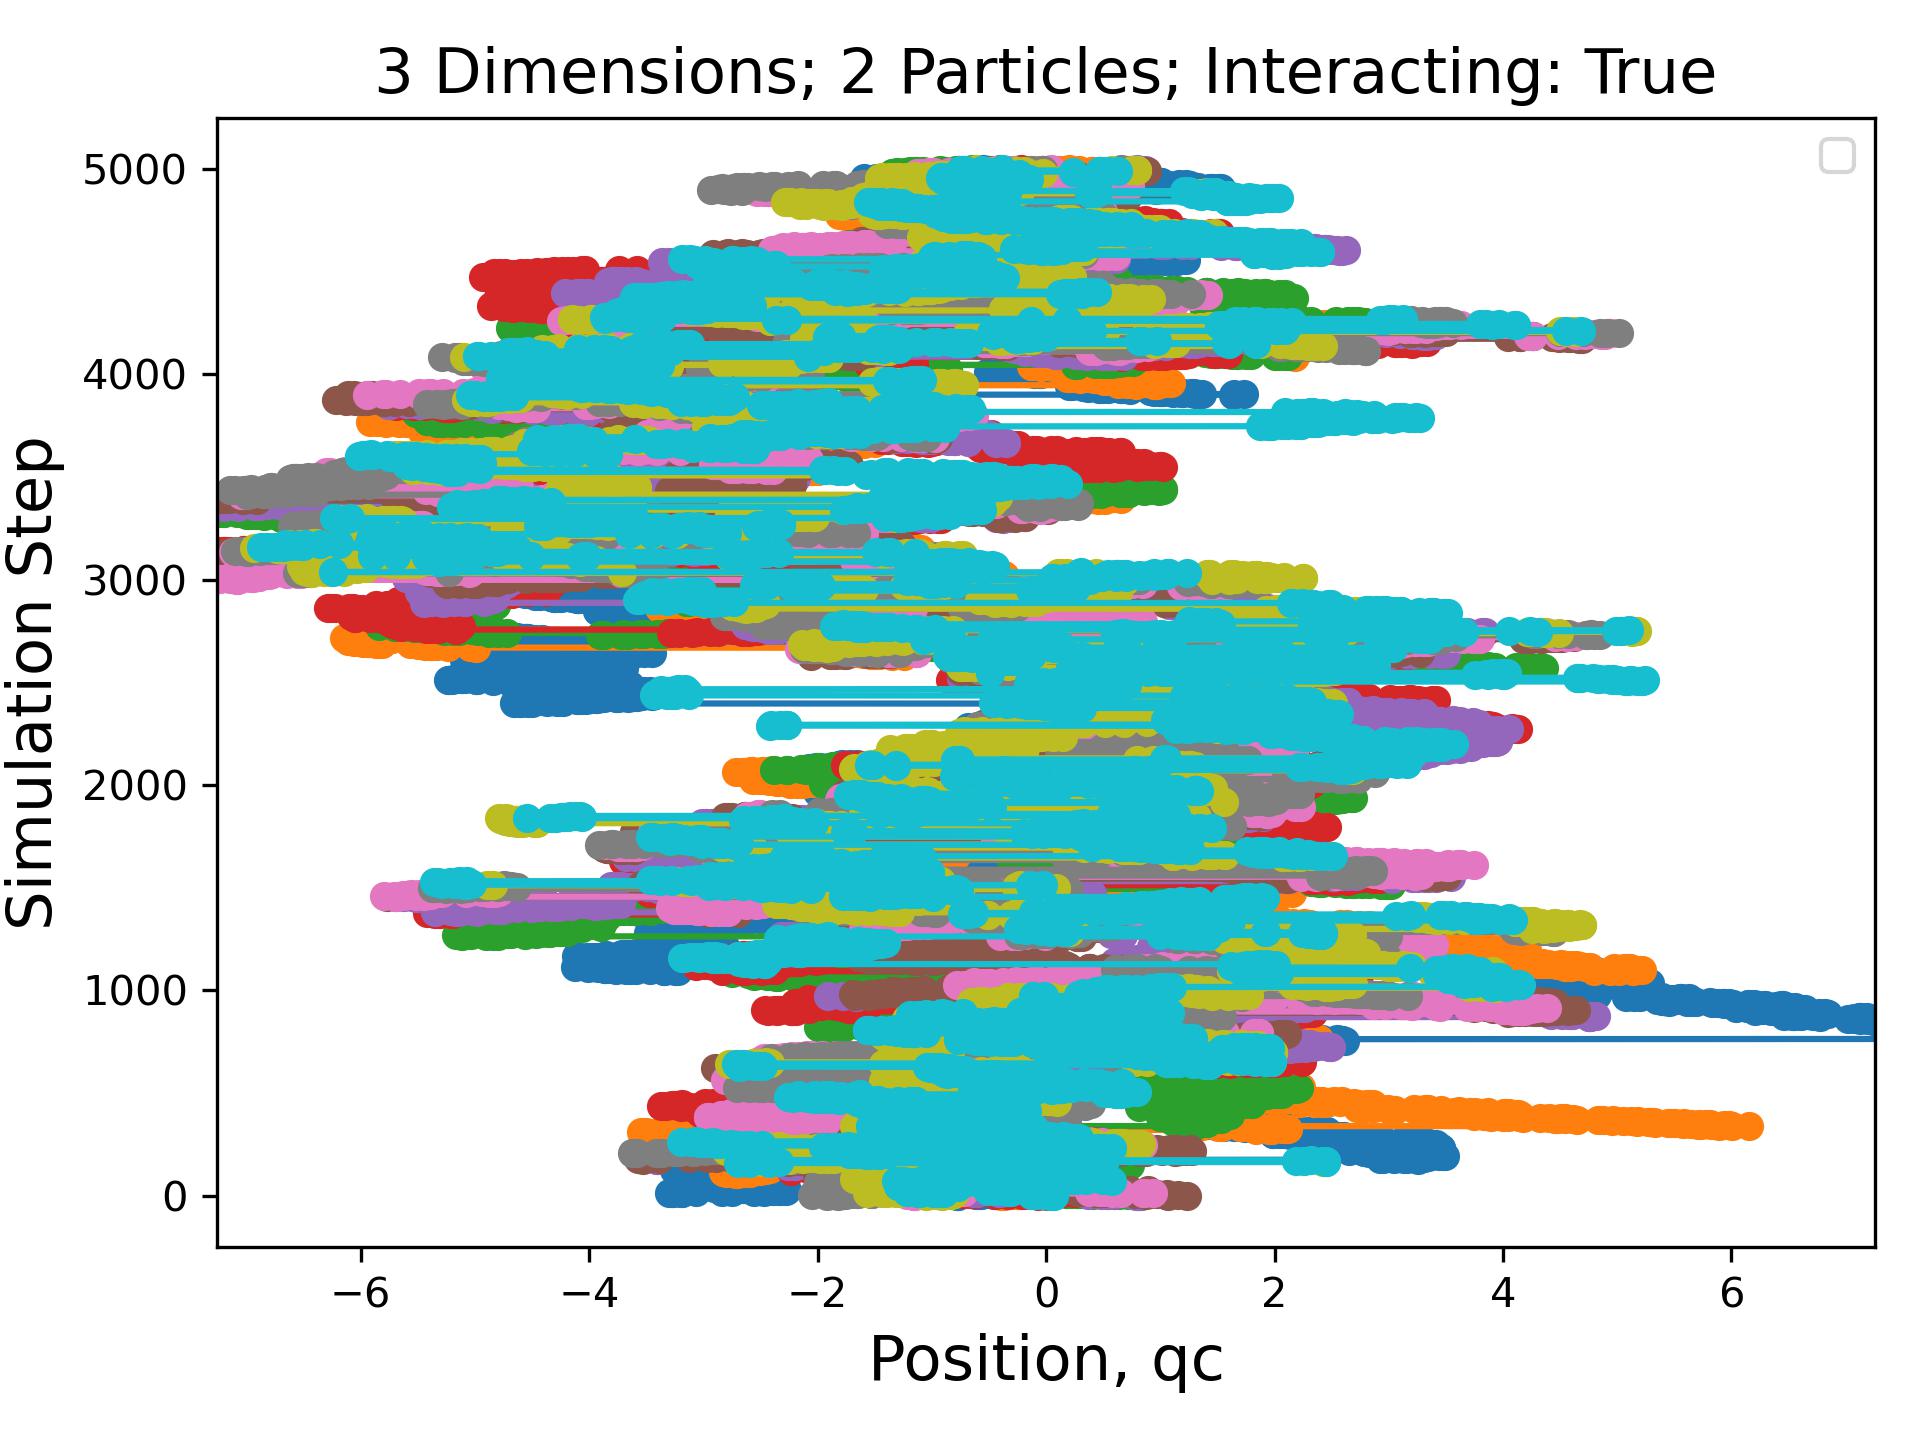 3 Dimensions; 2 Particles; Interacting: True
5000
4000
3000
2000
1000
0
Simulation Step
−6 −4 −2 0 2 4 6
Position, qc